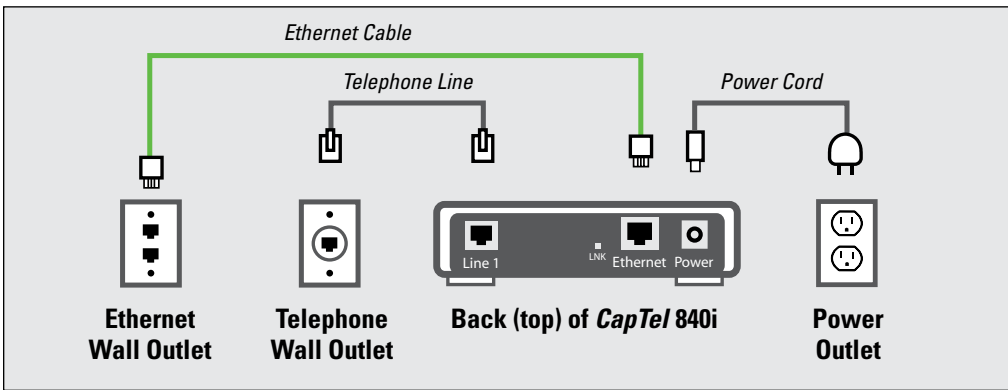 Ethernet Cable
Telephone Line
Power Cord
Line 1
LNK
Ethernet
Power
Ethernet
Wall Outlet
Telephone
Wall Outlet
Back (top) of CapTel 840i
Power
Outlet